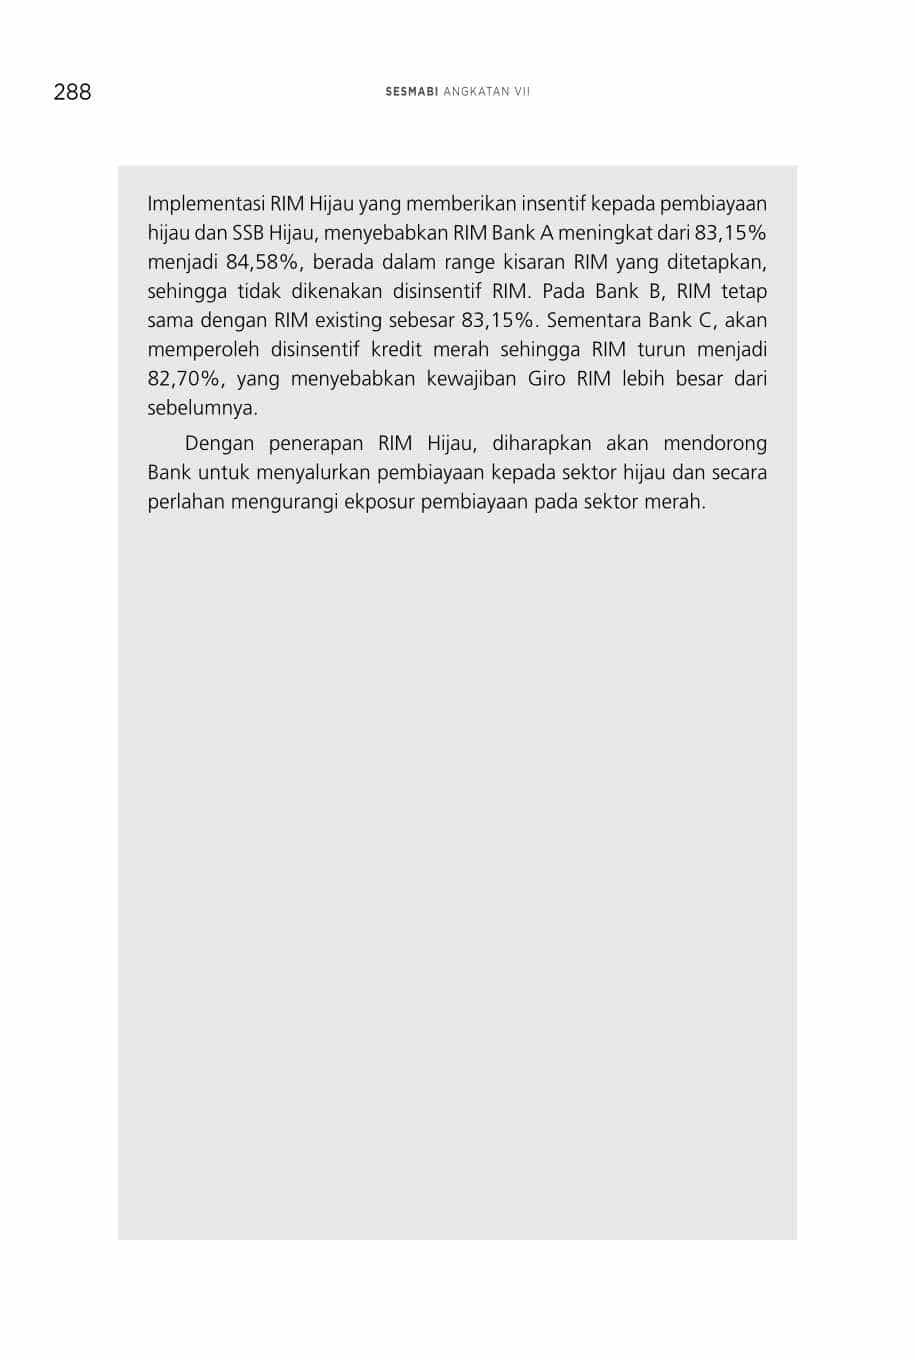 288
SESMABI ANGKATAN VII
Implementasi RIM Hijau yang memberikan insentif kepada pembiayaan
hijau dan SSB Hijau, menyebabkan RIM Bank A meningkat dari 83,15%
menjadi 84,58%, berada dalam range kisaran RIM yang ditetapkan,
sehingga tidak dikenakan disinsentif RIM. Pada Bank B, RIM tetap
sama dengan RIM existing sebesar 83,15%. Sementara Bank C, akan
memperoleh disinsentif kredit merah sehingga RIM turun menjadi
82,70%, yang menyebabkan kewajiban Giro RIM lebih besar dari
sebelumnya.
Dengan penerapan RIM Hijau, diharapkan akan mendorong
Bank untuk menyalurkan pembiayaan kepada sektor hijau dan secara
perlahan mengurangi ekposur pembiayaan pada sektor merah.